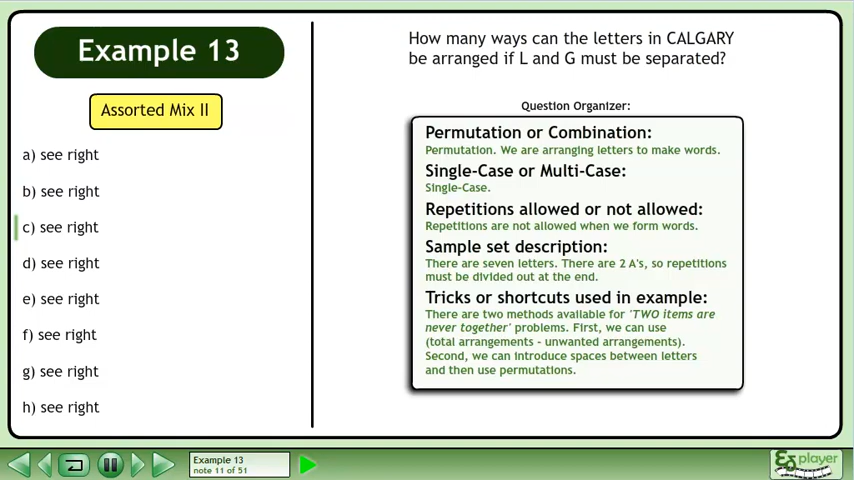 Example 13
Assorted Mix II
a) see right
b) see right
c) see right
d) see right
e) see right
f) see right
g) see right
h) see right
How many ways can the letters in CALGARY
be arranged if L and G must be separated?
Question Organizer:
Permutation or Combination:
Permutation. We are arranging letters to make words.
Single-Case or Multi-Case:
Single-Case.
Repetitions allowed or not allowed:
Repetitions are not allowed when we form words.
Sample set description:
There are seven letters. There are 2 A's, so repetitions
must be divided out at the end.
Tricks or shortcuts used in example:
There are two methods available for 'TWO items are
never together' problems. First, we can use
(total arrangements - unwanted arrangements).
Second, we can introduce spaces between letters
and then use permutations.
Example 13
note 11 of 51
player